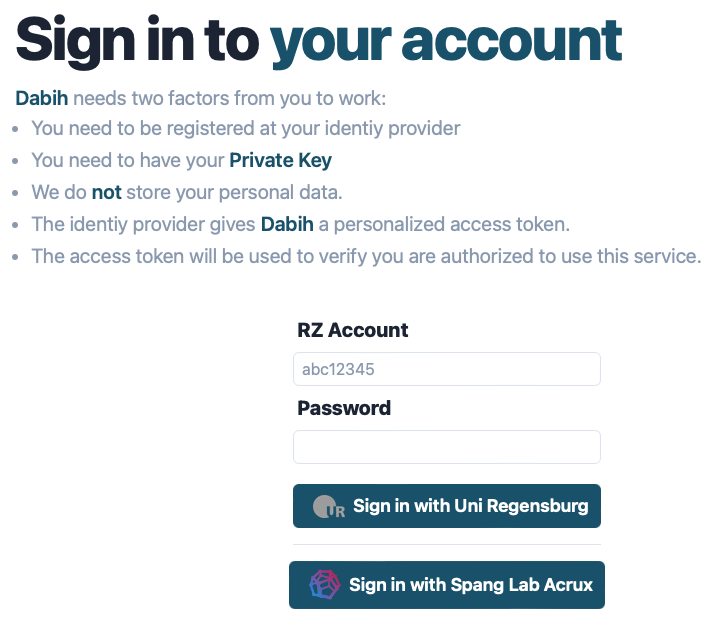 Sign in to your account
Dabih needs two factors from you to work:
• You need to be registered at your identiy provider
• You need to have your Private Key
• We do not store your personal data.
• The identiy provider gives Dabih a personalized access token.
• The access token will be used to verify you are authorized to use this service.
RZ Account
abc12345
Password
UR Sign in with Uni Regensburg
Sign in with Spang Lab Acrux